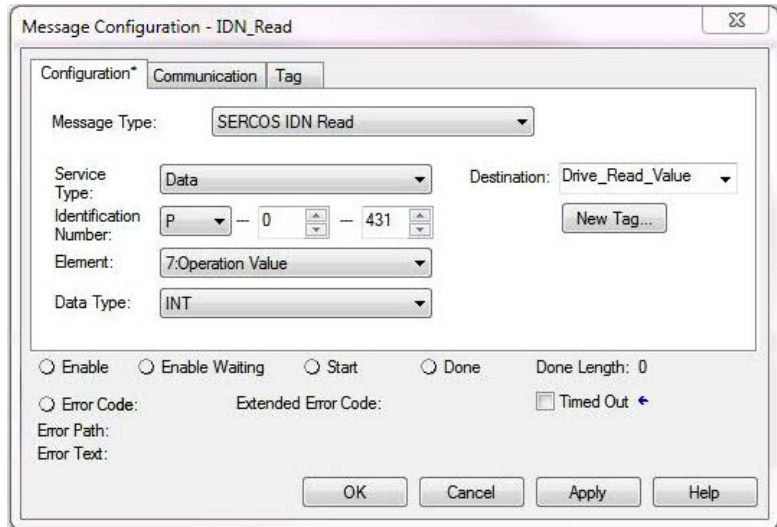 Message Configuration - IDN_Read
Configuration* Communication Tag
Message Type: SERCOS IDN Read
Service Type: Data Destination: Drive_Read_Value
Identification Number: P --- 0 --- 431 New Tag...
Element: 7:Operation Value
Data Type: INT
Enable Enable Waiting Start Done Done Length: 0
Error Code: Extended Error Code: Timed Out
Error Path:
Error Text:
OK Cancel Apply Help